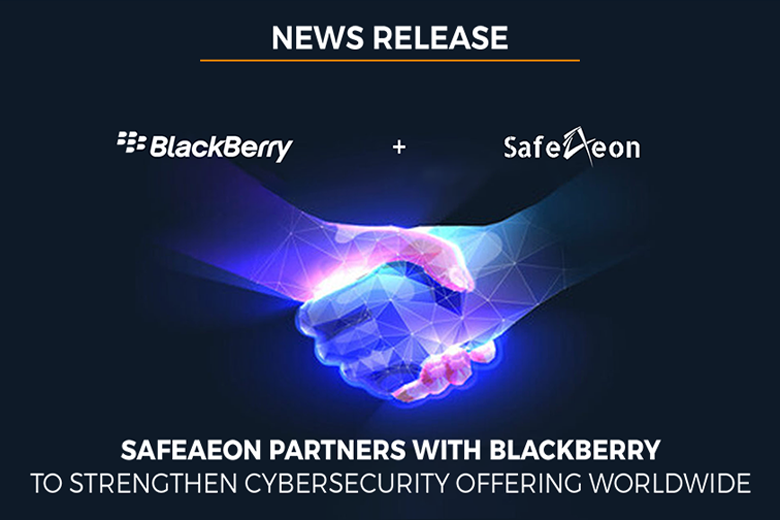 NEWS RELEASE
BlackBerry + SafeAeon
SAFEAEON PARTNERS WITH BLACKBERRY
TO STRENGTHEN CYBERSECURITY OFFERING WORLDWIDE